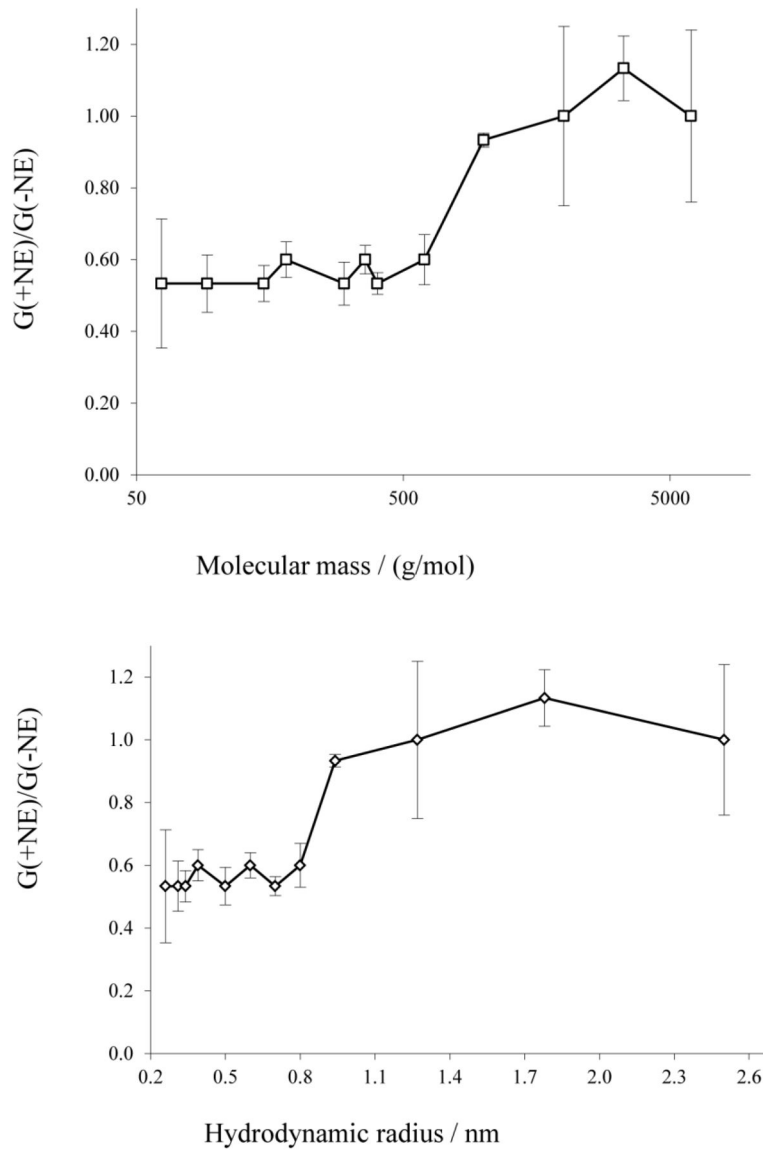 G(+NE)/G(-NE)
1.20
1.00
0.80
0.60
0.40
0.20
0.00
50 500 5000
Molecular mass / (g/mol)
G(+NE)/G(-NE)
1.2
1.0
0.8
0.6
0.4
0.2
0.0
0.2 0.5 0.8 1.1 1.4 1.7 2.0 2.3 2.6
Hydrodynamic radius / nm